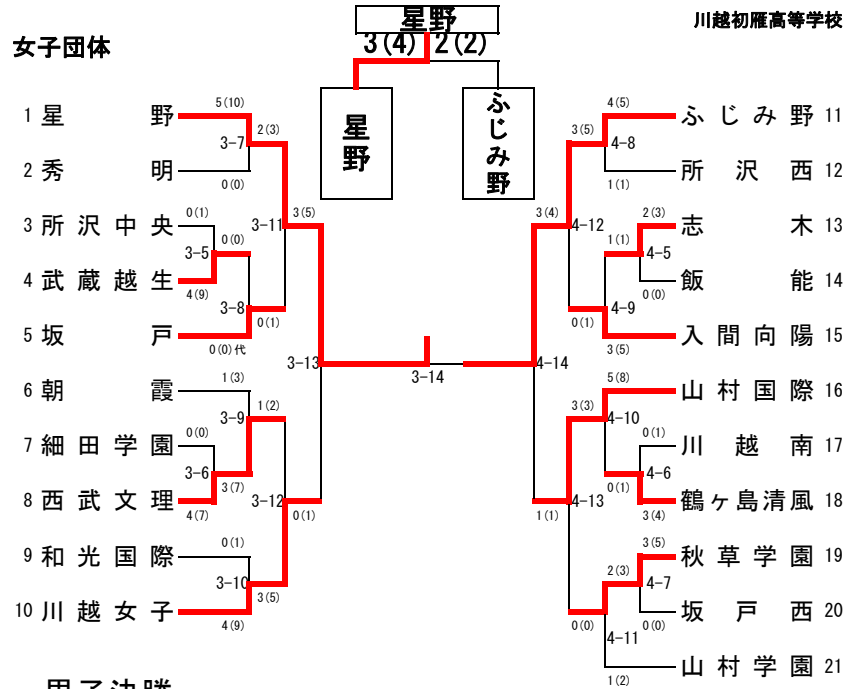 星野
川越初雁高等学校
3(4) 2(2)
女子団体
星野
ふじみ野
1 星野
5(10)
3-7
2(3)
2 秀明
0(0)
3 所沢中央
0(1)
3-5
0(0)
3-11
3(5)
4 武蔵越生
4(9)
3-8
5 坂戸
0(0)代
0(1)
3-13
6 朝霞
1(3)
3-9
1(2)
7 細田学園
0(0)
3-6
3(7)
8 西武文理
4(7)
3-12
0(1)
9 和光国際
0(1)
3-10
3(5)
10 川越女子
4(9)
3-14
4(5)
ふじみ野 11
3(5)
4-8
1(1)
所沢西 12
3(4)
4-12
2(3)
志木 13
1(1)
4-5
0(0)
飯能 14
4-9
0(1)
3(5)
入間向陽 15
4-14
5(8)
山村国際 16
3(3)
4-10
0(1)
川越南 17
4-6
0(1)
3(4)
鶴ヶ島清風 18
1(1)
4-13
3(5)
秋草学園 19
2(3)
4-7
0(0)
坂戸西 20
0(0)
4-11
1(2)
山村学園 21
男子決勝